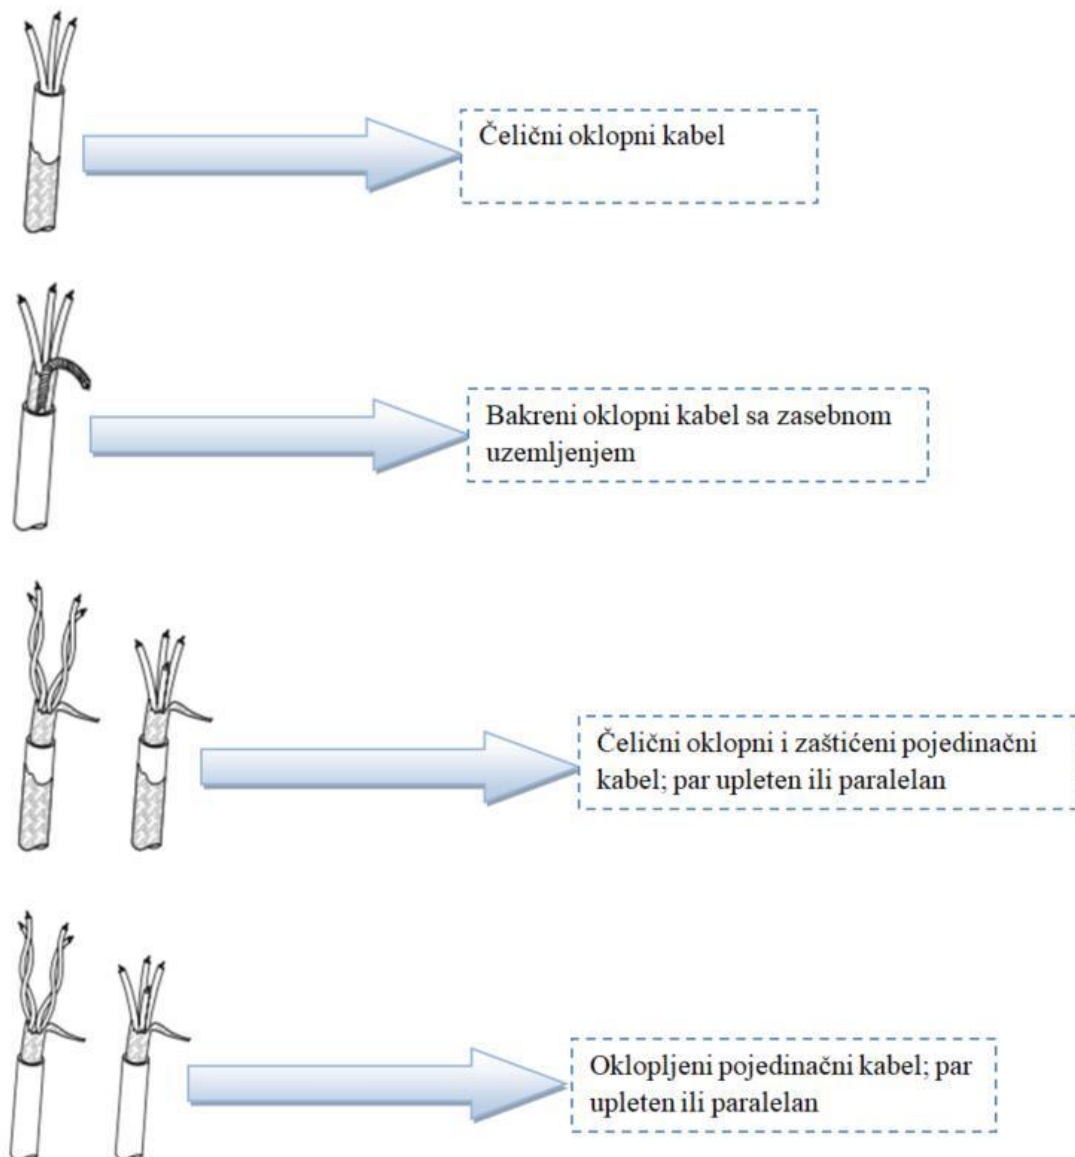 Čelični oklopni kabel
Bakreni oklopni kabel sa zasebnom
uzemljenjem
Čelični oklopni i zaštićeni pojedinačni
kabel; par upleten ili paralelan
Oklopljeni pojedinačni kabel; par
upleten ili paralelan